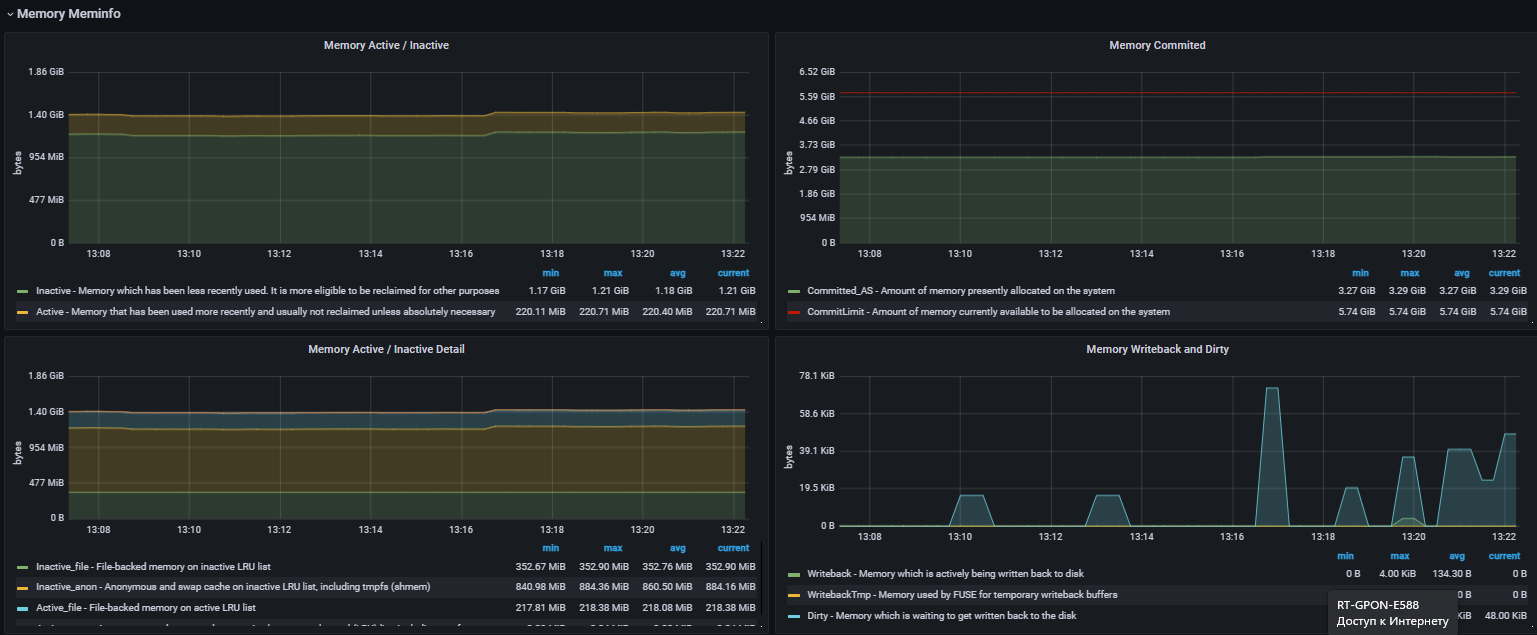 Memory Meminfo
Memory Active / Inactive
1.86 GiB
1.40 GiB
954 MiB
477 MiB
0 B
bytes
13:08 13:10 13:12 13:14 13:16 13:18 13:20 13:22
min max avg current
Inactive - Memory which has been less recently used. It is more eligible to be reclaimed for other purposes 1.17 GiB 1.21 GiB 1.18 GiB 1.21 GiB
Active - Memory that has been used more recently and usually not reclaimed unless absolutely necessary 220.11 MiB 220.71 MiB 220.40 MiB 220.71 MiB
Memory Commited
6.52 GiB
5.59 GiB
4.66 GiB
3.73 GiB
2.79 GiB
1.86 GiB
954 MiB
0 B
bytes
13:08 13:10 13:12 13:14 13:16 13:18 13:20 13:22
min max avg current
Committed_AS - Amount of memory presently allocated on the system 3.27 GiB 3.29 GiB 3.27 GiB 3.29 GiB
CommitLimit - Amount of memory currently available to be allocated on the system 5.74 GiB 5.74 GiB 5.74 GiB 5.74 GiB
Memory Active / Inactive Detail
1.86 GiB
1.40 GiB
954 MiB
477 MiB
0 B
bytes
13:08 13:10 13:12 13:14 13:16 13:18 13:20 13:22
min max avg current
Inactive_file - File-backed memory on inactive LRU list 352.67 MiB 352.90 MiB 352.76 MiB 352.90 MiB
Inactive_anon - Anonymous and swap cache on inactive LRU list, including tmpfs (shmem) 840.98 MiB 884.36 MiB 860.50 MiB 884.16 MiB
Active_file - File-backed memory on active LRU list 217.81 MiB 218.38 MiB 218.08 MiB 218.38 MiB
Memory Writeback and Dirty
78.1 KiB
58.6 KiB
39.1 KiB
19.5 KiB
0 B
bytes
13:08 13:10 13:12 13:14 13:16 13:18 13:20 13:22
min max avg current
Writeback - Memory which is actively being written back to disk 0 B 4.00 KiB 134.30 B 0 B
WritebackTmp - Memory used by FUSE for temporary writeback buffers 0 B 0 B
Dirty - Memory which is waiting to get written back to the disk KiB 48.00 KiB
RT-GPON-E588
Доступ к Интернету